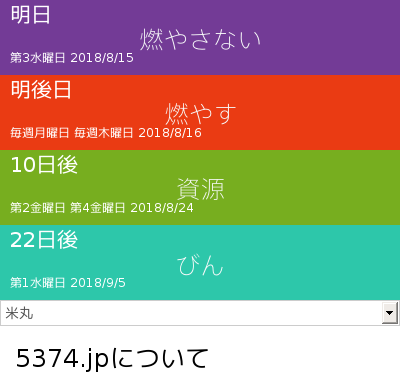 明日
燃やさない
第3水曜日 2018/8/15
明後日
燃やす
毎週月曜日 毎週木曜日 2018/8/16
10日後
資源
第2金曜日 第4金曜日 2018/8/24
22日後
びん
第1水曜日 2018/9/5
米丸
5374.jpについて